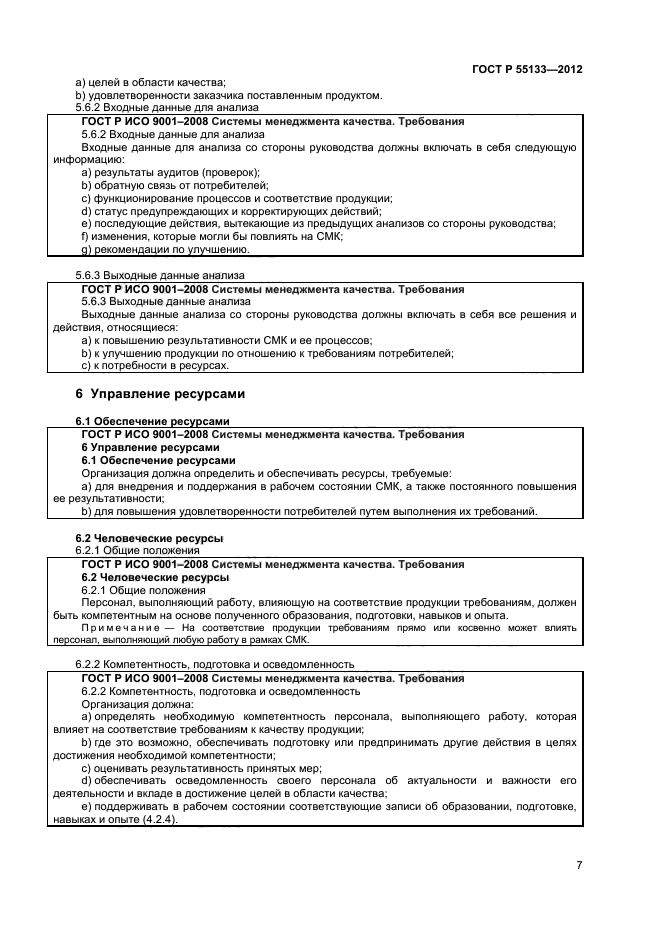 ГОСТ Р 55133—2012
a) целей в области качества;
b) удовлетворенности заказчика поставленным продуктом.
5.6.2 Входные данные для анализа
ГОСТ Р ИСО 9001–2008 Системы менеджмента качества. Требования
5.6.2 Входные данные для анализа
Входные данные для анализа со стороны руководства должны включать в себя следующую
информацию:
a) результаты аудитов (проверок);
b) обратную связь от потребителей;
c) функционирование процессов и соответствие продукции;
d) статус предупреждающих и корректирующих действий;
e) последующие действия, вытекающие из предыдущих анализов со стороны руководства;
f) изменения, которые могли бы повлиять на СМК;
g) рекомендации по улучшению.
5.6.3 Выходные данные анализа
ГОСТ Р ИСО 9001–2008 Системы менеджмента качества. Требования
5.6.3 Выходные данные анализа
Выходные данные анализа со стороны руководства должны включать в себя все решения и
действия, относящиеся:
a) к повышению результативности СМК и ее процессов;
b) к улучшению продукции по отношению к требованиям потребителей;
c) к потребности в ресурсах.
6 Управление ресурсами
6.1 Обеспечение ресурсами
ГОСТ Р ИСО 9001–2008 Системы менеджмента качества. Требования
6 Управление ресурсами
6.1 Обеспечение ресурсами
Организация должна определить и обеспечивать ресурсы, требуемые:
a) для внедрения и поддержания в рабочем состоянии СМК, а также постоянного повышения
ее результативности;
b) для повышения удовлетворенности потребителей путем выполнения их требований.
6.2 Человеческие ресурсы
6.2.1 Общие положения
ГОСТ Р ИСО 9001–2008 Системы менеджмента качества. Требования
6.2 Человеческие ресурсы
6.2.1 Общие положения
Персонал, выполняющий работу, влияющую на соответствие продукции требованиям, должен
быть компетентным на основе полученного образования, подготовки, навыков и опыта.
Примечание — На соответствие продукции требованиям прямо или косвенно может влиять
персонал, выполняющий любую работу в рамках СМК.
6.2.2 Компетентность, подготовка и осведомленность
ГОСТ Р ИСО 9001–2008 Системы менеджмента качества. Требования
6.2.2 Компетентность, подготовка и осведомленность
Организация должна:
a) определять необходимую компетентность персонала, выполняющего работу, которая
влияет на соответствие требованиям к качеству продукции;
b) где это возможно, обеспечивать подготовку или предпринимать другие действия в целях
достижения необходимой компетентности;
c) оценивать результативность принятых мер;
d) обеспечивать осведомленность своего персонала об актуальности и важности его
деятельности и вкладе в достижение целей в области качества;
e) поддерживать в рабочем состоянии соответствующие записи об образовании, подготовке,
навыках и опыте (4.2.4).
7